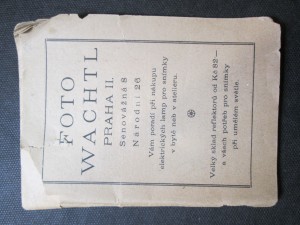 FOTO
WACHTL
PRAHA II.
Senovážná 8
Národní 26
Vám poradí při nákupu
elektrických lamp pro snímky
v bytě neb v atelieru.
Velký sklad reflektorů od Kč 82—
a všech potřeb pro snímky
při umělém světle.